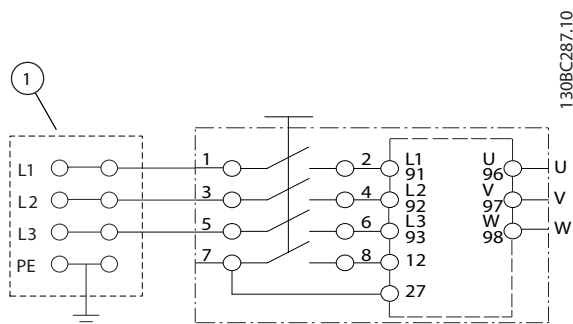 130BC287.10
1
L1 1 2 L1 U U
91 96
L2 3 4 L2 V V
92 97
L3 5 6 L3 W W
93 98
PE 7 8 12
27